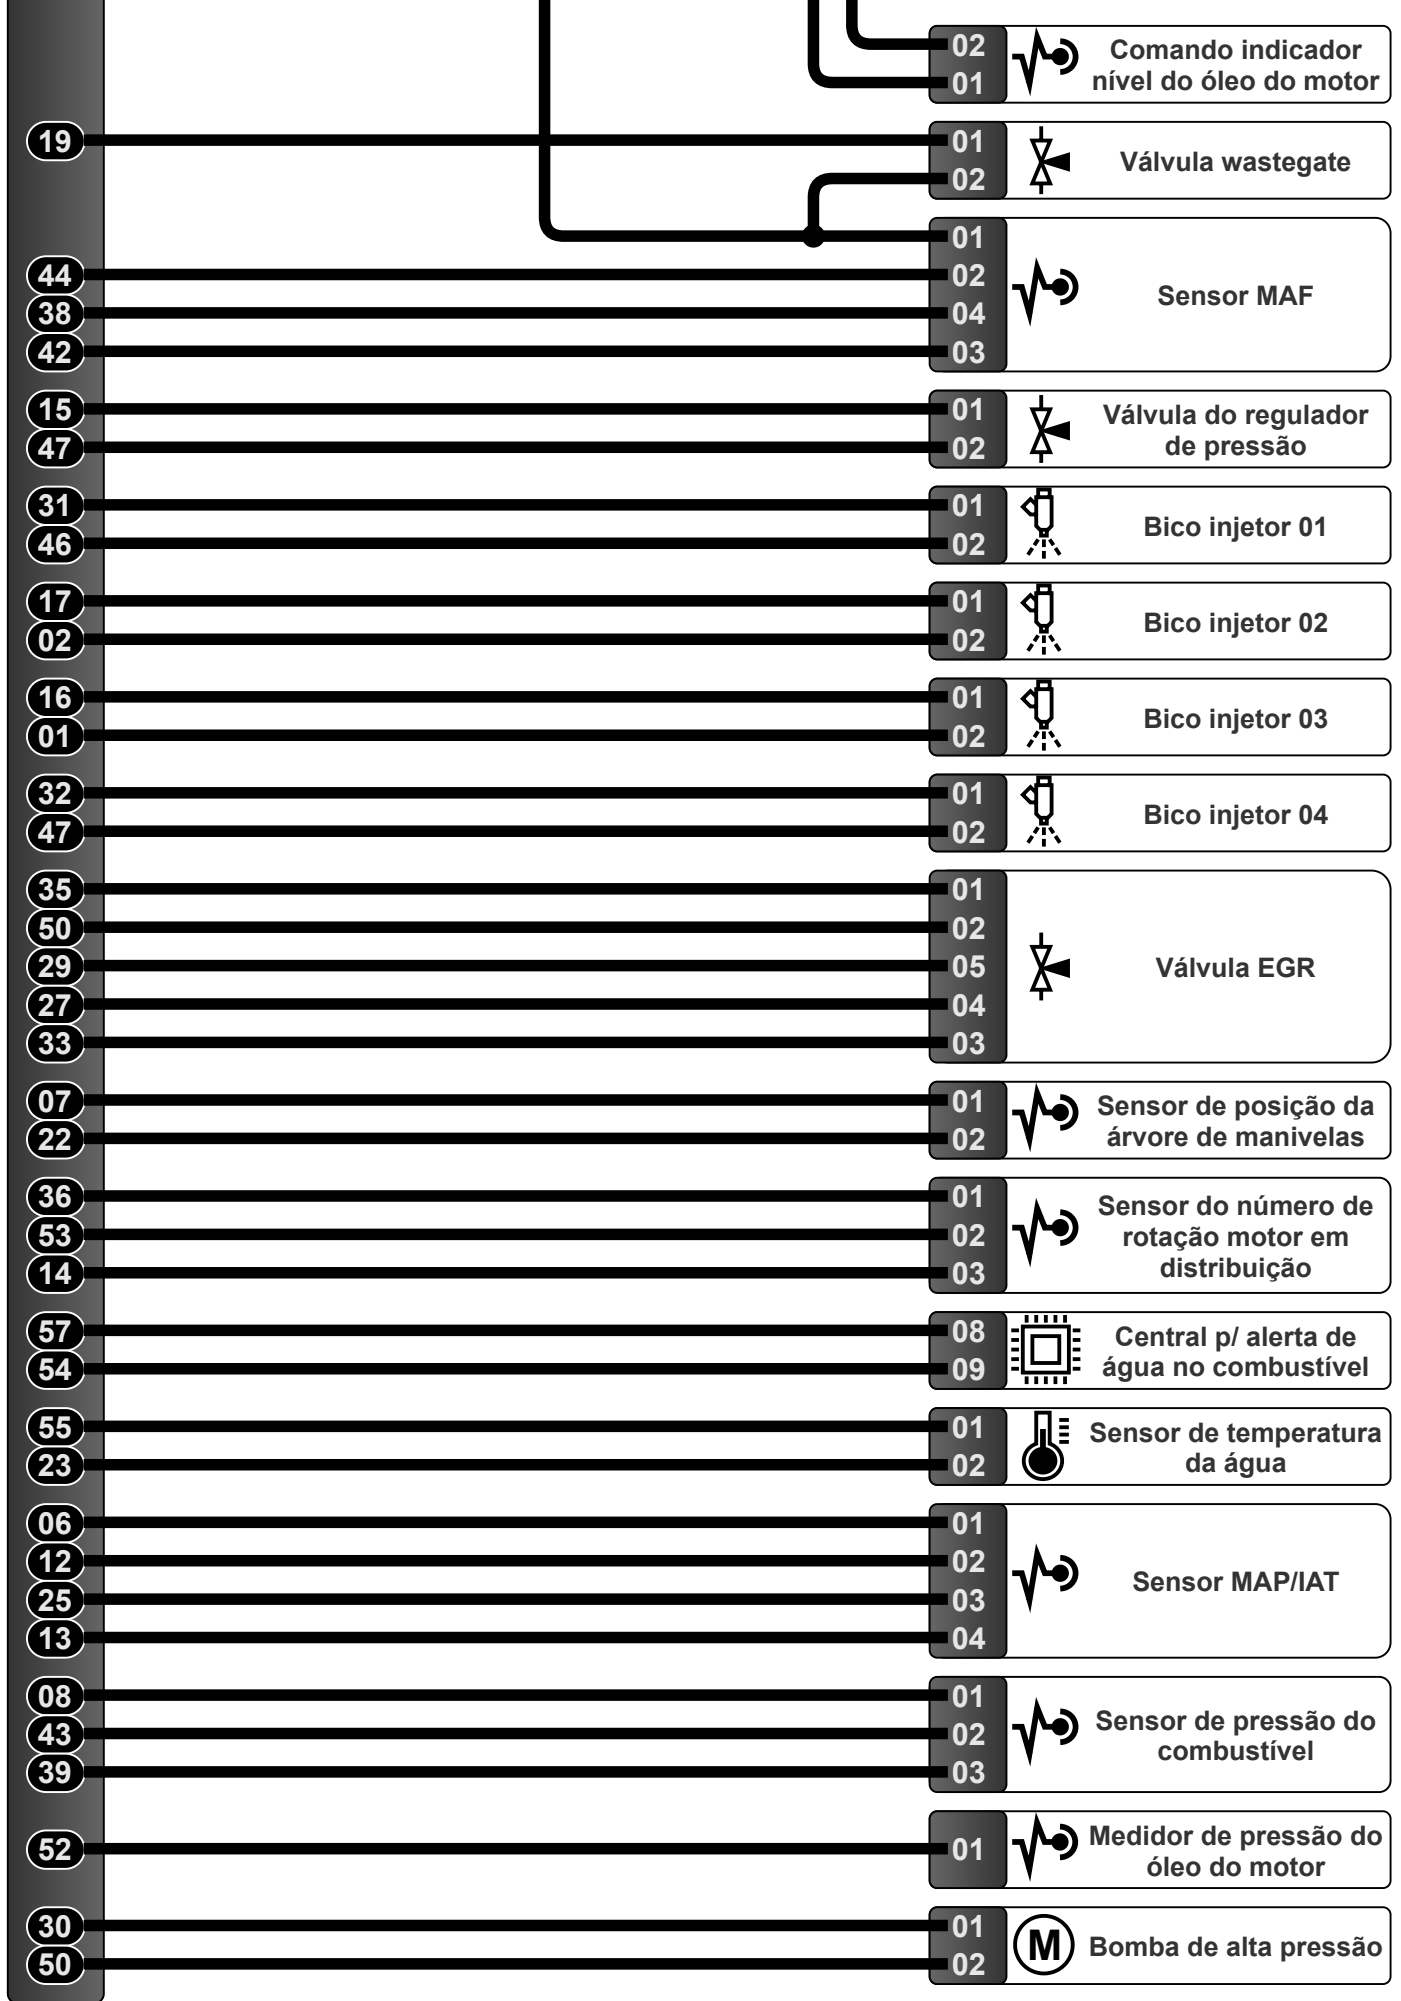 02
Comando indicador
nível do óleo do motor
01
19
01
Válvula wastegate
02
01
44
02
Sensor MAF
38
04
42
03
15
01
Válvula do regulador
de pressão
47
02
31
01
Bico injetor 01
46
02
17
01
Bico injetor 02
02
02
16
01
Bico injetor 03
01
02
32
01
Bico injetor 04
47
02
35
01
50
02
29
05
Válvula EGR
27
04
33
03
07
01
Sensor de posição da
árvore de manivelas
22
02
36
01
Sensor do número de
rotação motor em
distribuição
53
02
14
03
57
08
Central p/ alerta de
água no combustível
54
09
55
01
Sensor de temperatura
da água
23
02
06
01
12
02
Sensor MAP/IAT
25
03
13
04
08
01
Sensor de pressão do
combustível
43
02
39
03
52
01
Medidor de pressão do
óleo do motor
30
01
M
Bomba de alta pressão
50
02